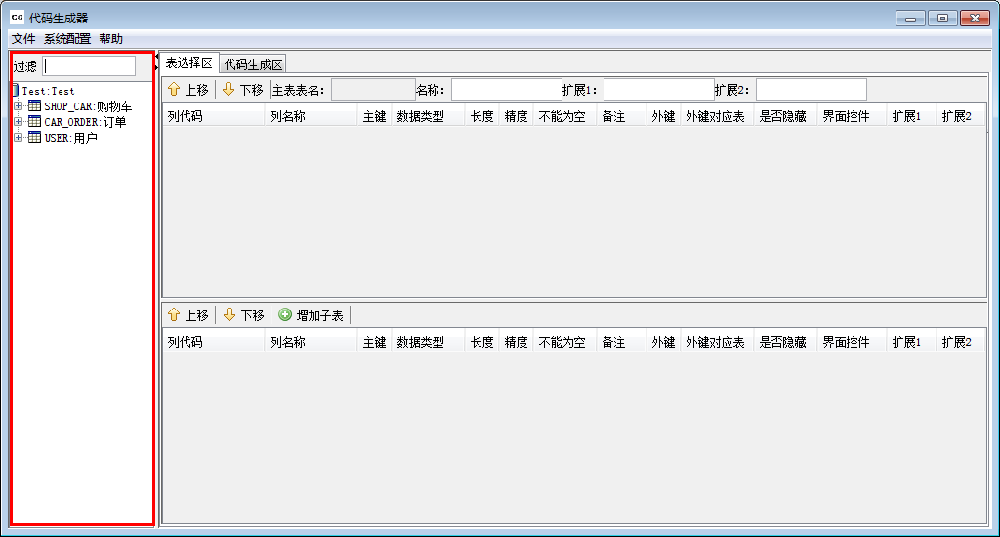 CG 代码生成器
文件 系统配置 帮助
过滤
Test:Test
SHOP_CAR:购物车
CAR_ORDER:订单
USER:用户
表选择区 代码生成区
上移 下移 主表表名: 名称: 扩展1: 扩展2:
列代码 列名称 主键 数据类型 长度 精度 不能为空 备注 外键 外键对应表 是否隐藏 界面控件 扩展1 扩展2
上移 下移 增加子表
列代码 列名称 主键 数据类型 长度 精度 不能为空 备注 外键 外键对应表 是否隐藏 界面控件 扩展1 扩展2